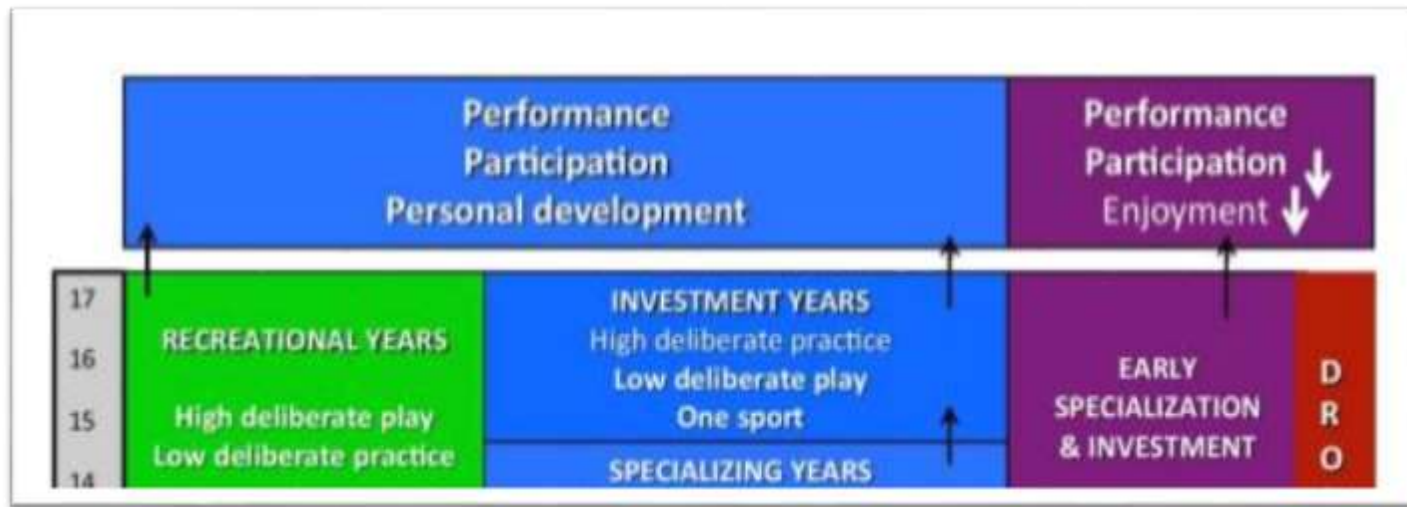 Performance
Participation
Personal development
Performance
Participation
Enjoyment
17
16
15
14
RECREATIONAL YEARS
High deliberate play
Low deliberate practice
INVESTMENT YEARS
High deliberate practice
Low deliberate play
One sport
SPECIALIZING YEARS
EARLY
SPECIALIZATION
& INVESTMENT
D
R
O